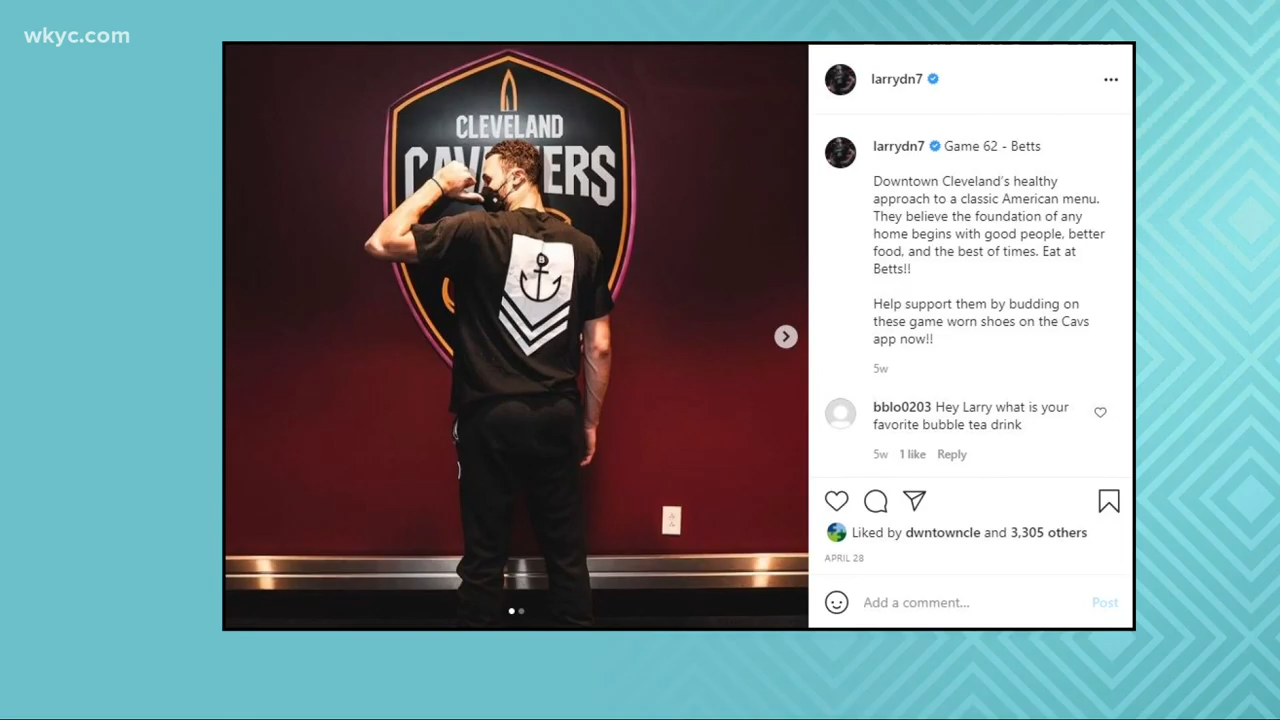 wkyc.com
CLEVELAND
CAV ERS
larrydn7
larrydn7 Game 62 - Betts
Downtown Cleveland's healthy
approach to a classic American menu.
They believe the foundation of any
home begins with good people, better
food, and the best of times. Eat at
Betts!!
Help support them by budding on
these game worn shoes on the Cavs
app now!!
5w
bblo0203 Hey Larry what is your
favorite bubble tea drink
5w 1 like Reply
Liked by dwntowncle and 3,305 others
APRIL 28
Add a comment... Post